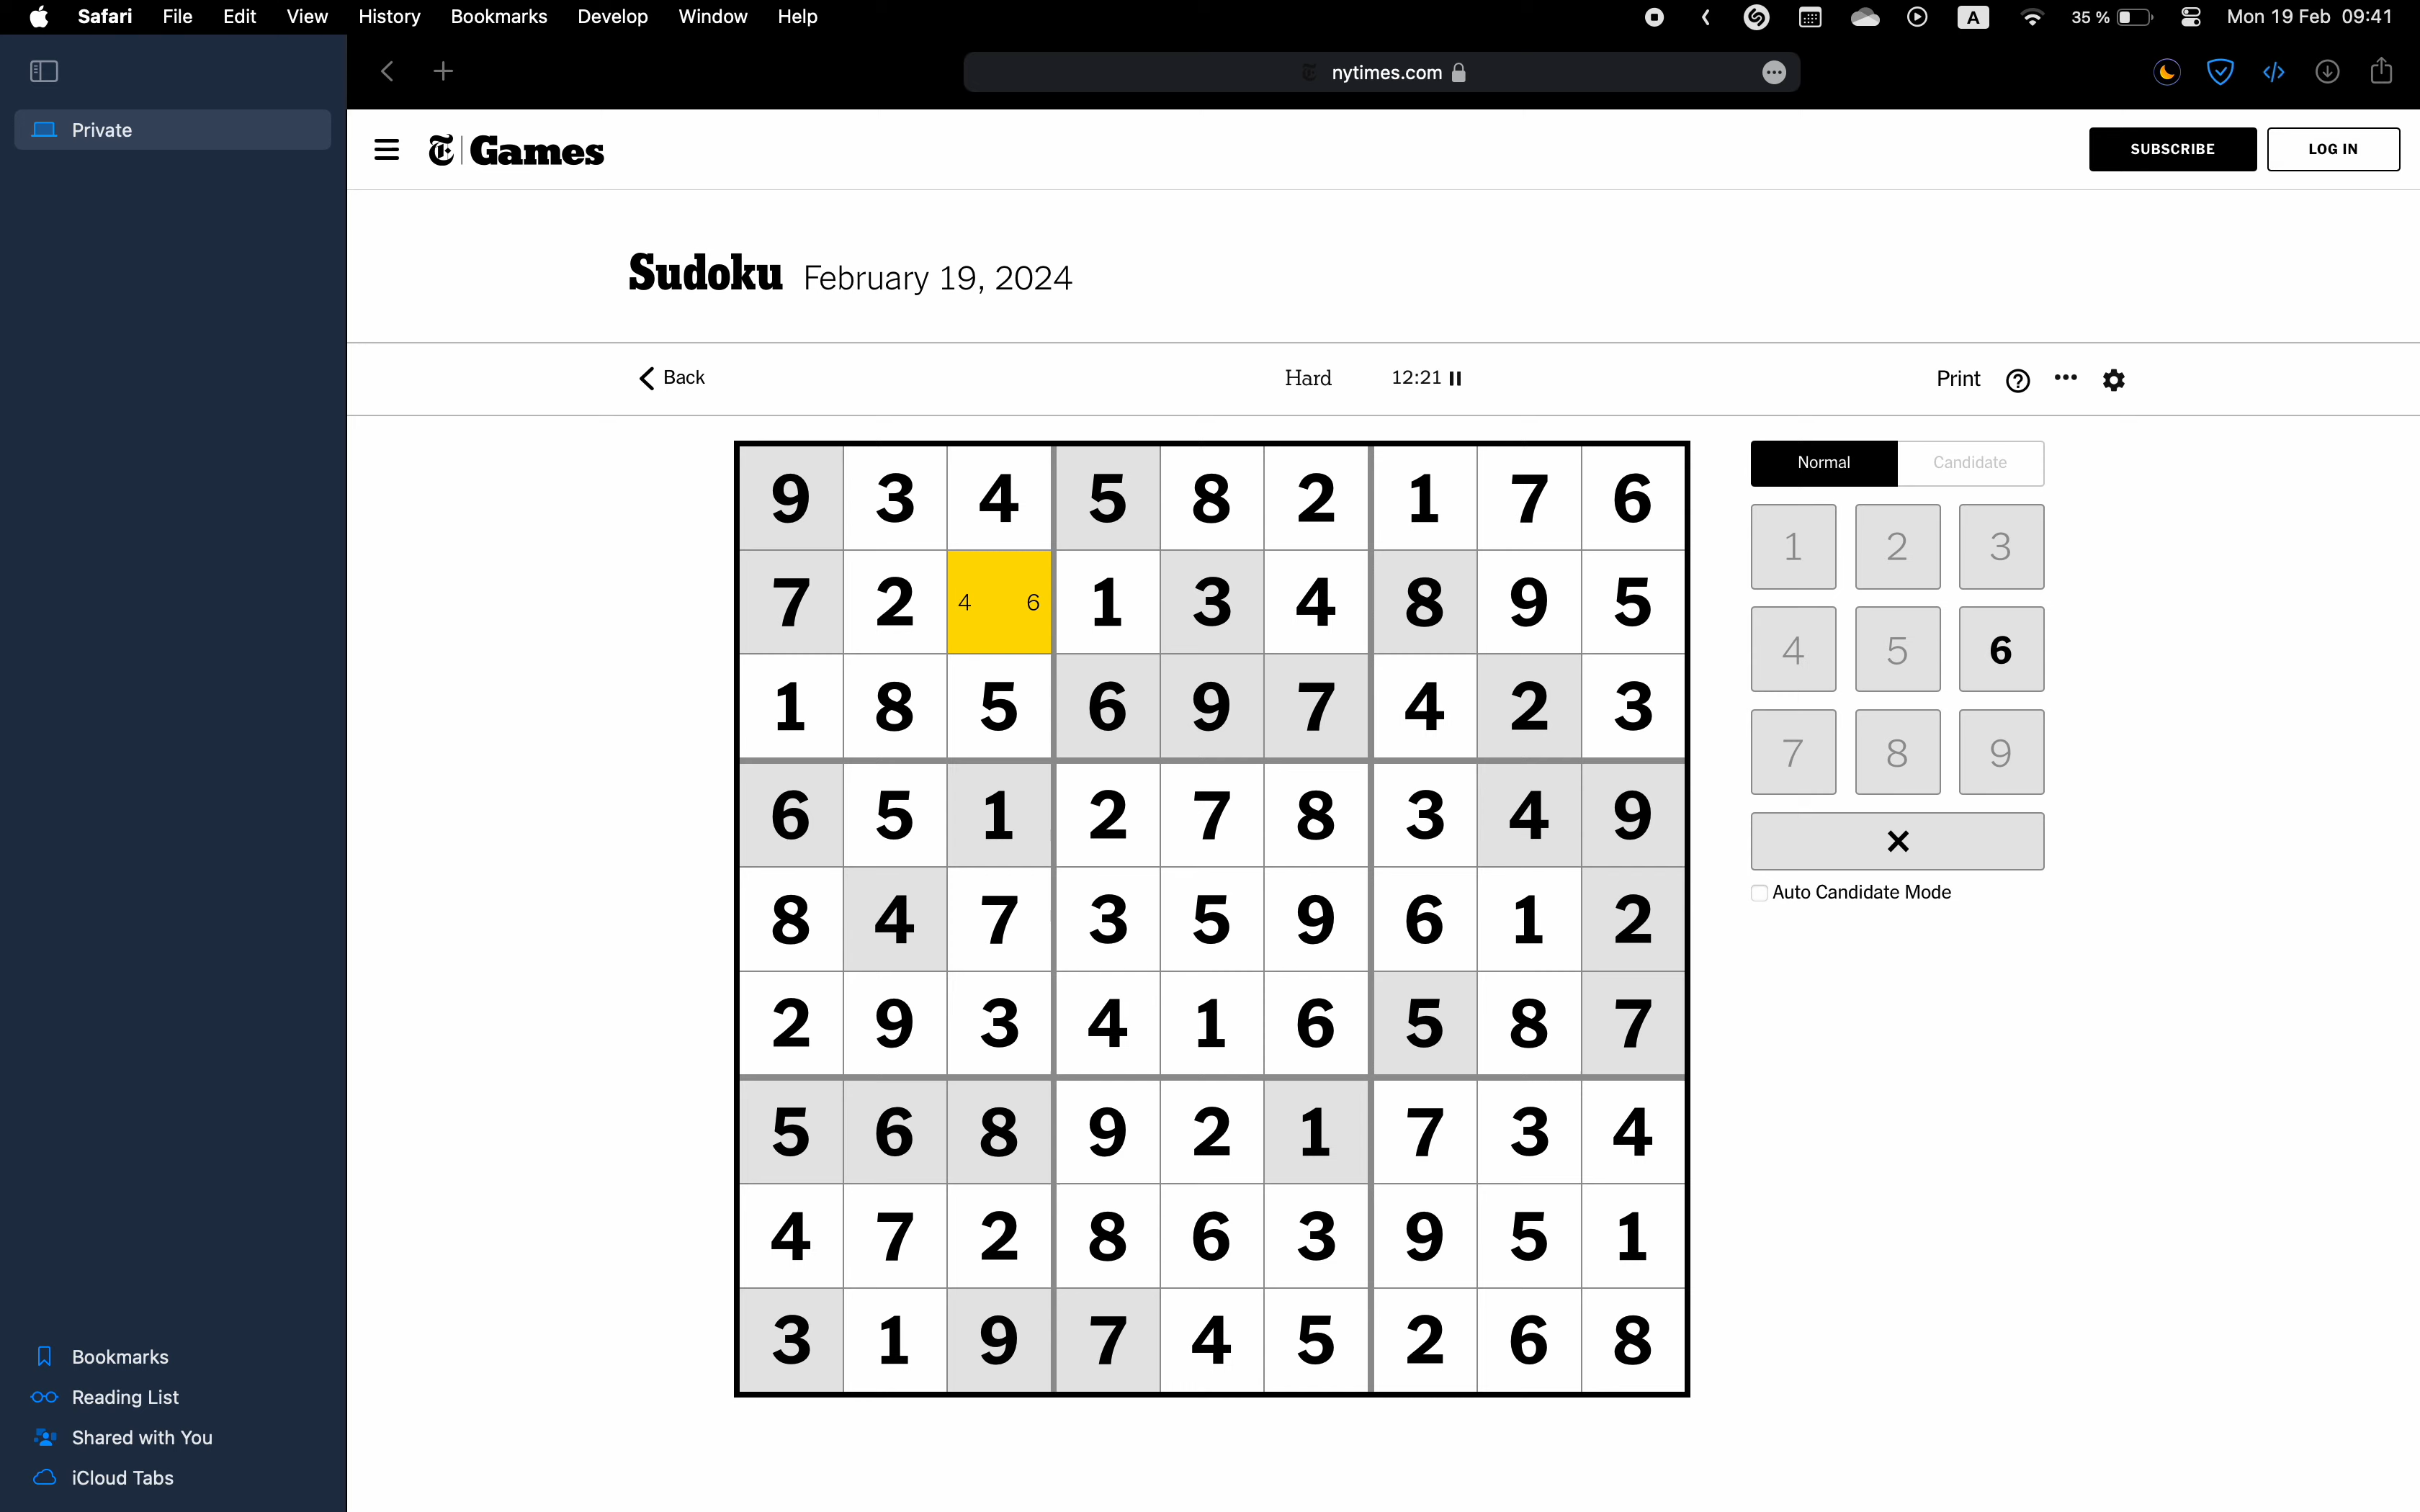 Safari File Edit View History Bookmarks Develop Window Help A 35 % Mon 19 Feb 09:41
nytimes.com
Private
T Games SUBSCRIBE LOG IN
Sudoku February 19, 2024
Back Hard 12:21 Print ? •••
9 3 4 5 8 2 1 7 6
7 2 4 6 1 3 4 8 9 5
1 8 5 6 9 7 4 2 3
6 5 1 2 7 8 3 4 9
8 4 7 3 5 9 6 1 2
2 9 3 4 1 6 5 8 7
5 6 8 9 2 1 7 3 4
4 7 2 8 6 3 9 5 1
3 1 9 7 4 5 2 6 8
Normal Candidate
1 2 3
4 5 6
7 8 9
×
Auto Candidate Mode
Bookmarks
Reading List
Shared with You
iCloud Tabs